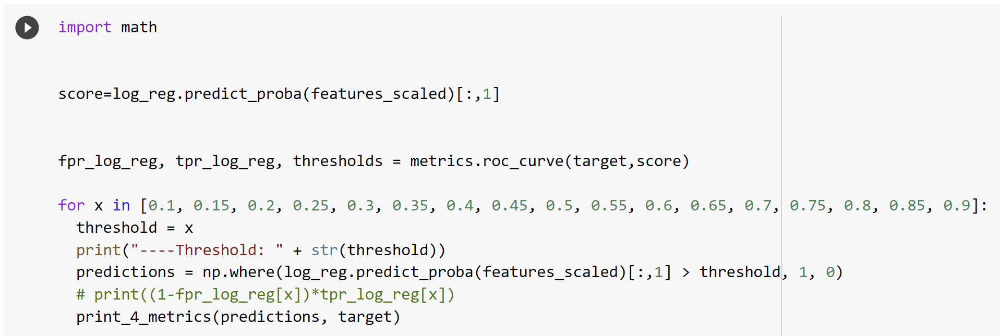 import math
score=log_reg.predict_proba(features_scaled)[:,1]
fpr_log_reg, tpr_log_reg, thresholds = metrics.roc_curve(target,score)
for x in [0.1, 0.15, 0.2, 0.25, 0.3, 0.35, 0.4, 0.45, 0.5, 0.55, 0.6, 0.65, 0.7, 0.75, 0.8, 0.85, 0.9]:
  threshold = x
  print("----Threshold: " + str(threshold))
  predictions = np.where(log_reg.predict_proba(features_scaled)[:,1] > threshold, 1, 0)
  # print((1-fpr_log_reg[x])*tpr_log_reg[x])
  print_4_metrics(predictions, target)